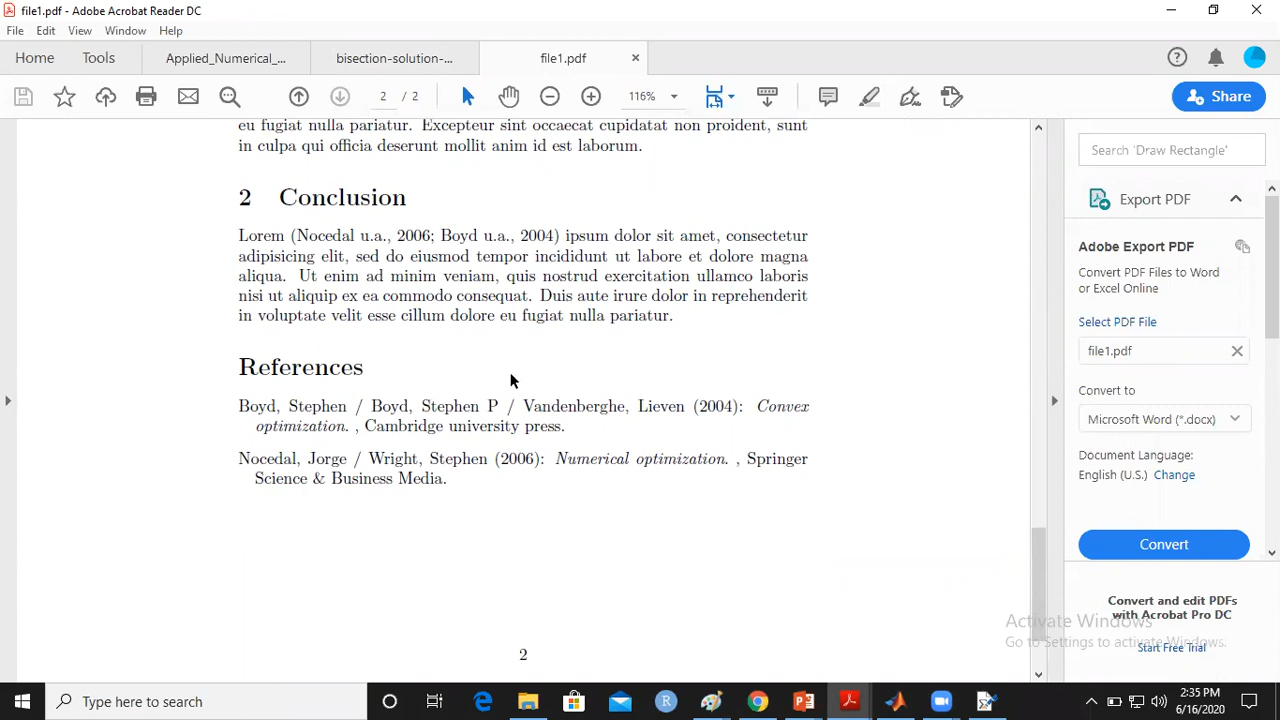 file1.pdf - Adobe Acrobat Reader DC
File Edit View Window Help
Home Tools Applied_Numerical_... bisection-solution-... file1.pdf
2 / 2 116% Share
eu fugiat nulla pariatur. Excepteur sint occaecat cupidatat non proident, sunt
in culpa qui officia deserunt mollit anim id est laborum.
2 Conclusion
Lorem (Nocedal u.a., 2006; Boyd u.a., 2004) ipsum dolor sit amet, consectetur
adipisicing elit, sed do eiusmod tempor incididunt ut labore et dolore magna
aliqua. Ut enim ad minim veniam, quis nostrud exercitation ullamco laboris
nisi ut aliquip ex ea commodo consequat. Duis aute irure dolor in reprehenderit
in voluptate velit esse cillum dolore eu fugiat nulla pariatur.
References
Boyd, Stephen / Boyd, Stephen P / Vandenberghe, Lieven (2004): Convex
optimization. , Cambridge university press.
Nocedal, Jorge / Wright, Stephen (2006): Numerical optimization. , Springer
Science & Business Media.
2
Search 'Draw Rectangle'
Export PDF
Adobe Export PDF
Convert PDF Files to Word
or Excel Online
Select PDF File
file1.pdf
Convert to
Microsoft Word (*.docx)
Document Language:
English (U.S.) Change
Convert
Convert and edit PDFs
with Acrobat Pro DC
Start Free Trial
Activate Windows
Go to Settings to activate Windows.
Type here to search
2:35 PM
6/16/2020